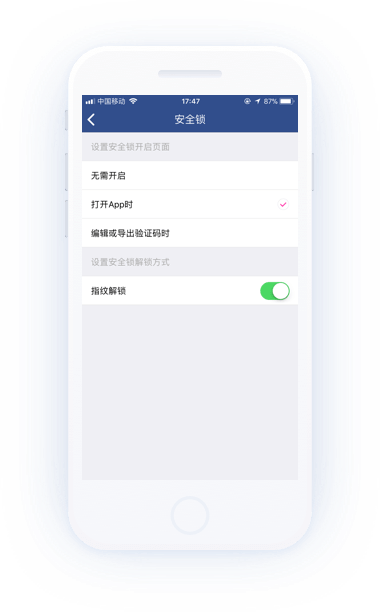 中国移动 17:47 87%
安全锁
设置安全锁开启页面
无需开启
打开App时
编辑或导出验证码时
设置安全锁解锁方式
指纹解锁